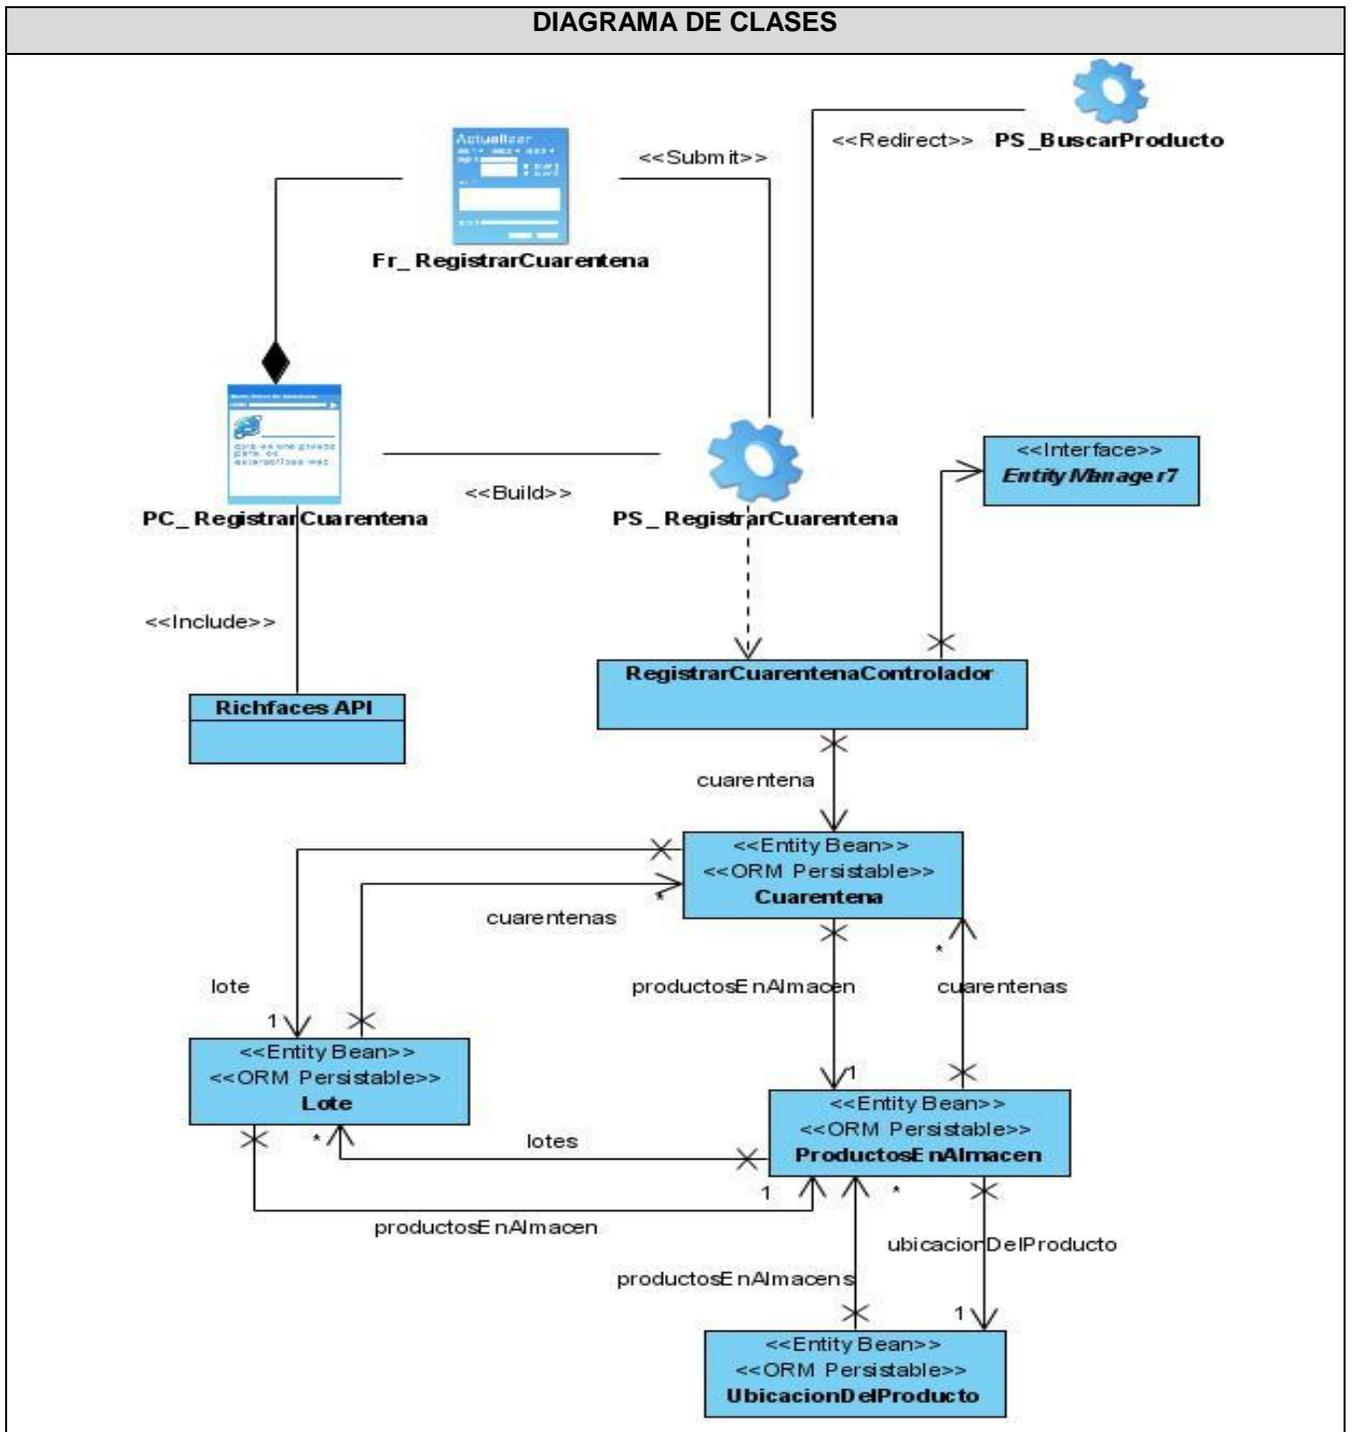 DIAGRAMA DE CLASES
Actualizar
<<Submit>>
<<Redirect>>
PS_BuscarProducto
Fr_ RegistrarCuarentena
<<Build>>
PC_ RegistrarCuarentena
PS_ RegistrarCuarentena
<<Interface>>
EntityManager7
<<Include>>
Richfaces API
RegistrarCuarentenaControlador
cuarentena
<<Entity Bean>>
<<ORM Persistable>>
Cuarentena
*
*
cuarentenas
lote
productosEnAlmacen
cuarentenas
1
1
<<Entity Bean>>
<<ORM Persistable>>
Lote
<<Entity Bean>>
<<ORM Persistable>>
ProductosEnAlmacen
*
lotes
1
*
productosEnAlmacen
ubicacionDelProducto
productosEnAlmacens
1
<<Entity Bean>>
<<ORM Persistable>>
UbicacionDelProducto